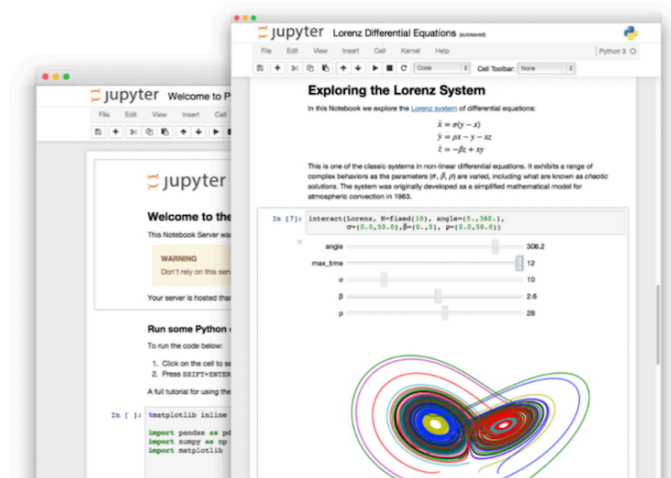 jupyter Welcome to P
File Edit View Insert Cell
jupyter
Welcome to the
This Notebook Server was
WARNING
Don't rely on this serv
Your server is hosted than
Run some Python
To run the code below:
1. Click on the cell to se
2. Press SHIFT+ENTER
A full tutorial for using the
In [ ]: %matplotlib inline
import pandas as pd
import numpy as np
import matplotlib
jupyter Lorenz Differential Equations (autosaved)
File Edit View Insert Cell Kernel Help
Python 3
Code
Cell Toolbar: None
Exploring the Lorenz System
In this Notebook we explore the Lorenz system of differential equations:
ẋ = σ(y − x)
ẏ = ρx − y − xz
ż = −βz + xy
This is one of the classic systems in non-linear differential equations. It exhibits a range of
complex behaviors as the parameters (σ, β, ρ) are varied, including what are known as chaotic
solutions. The system was originally developed as a simplified mathematical model for
atmospheric convection in 1963.
In [7]: interact(Lorenz, N=fixed(10), angle=(0.,360.),
σ=(0.0,50.0),β=(0.,5), ρ=(0.0,50.0))
angle 308.2
max_time 12
σ 10
β 2.6
ρ 28